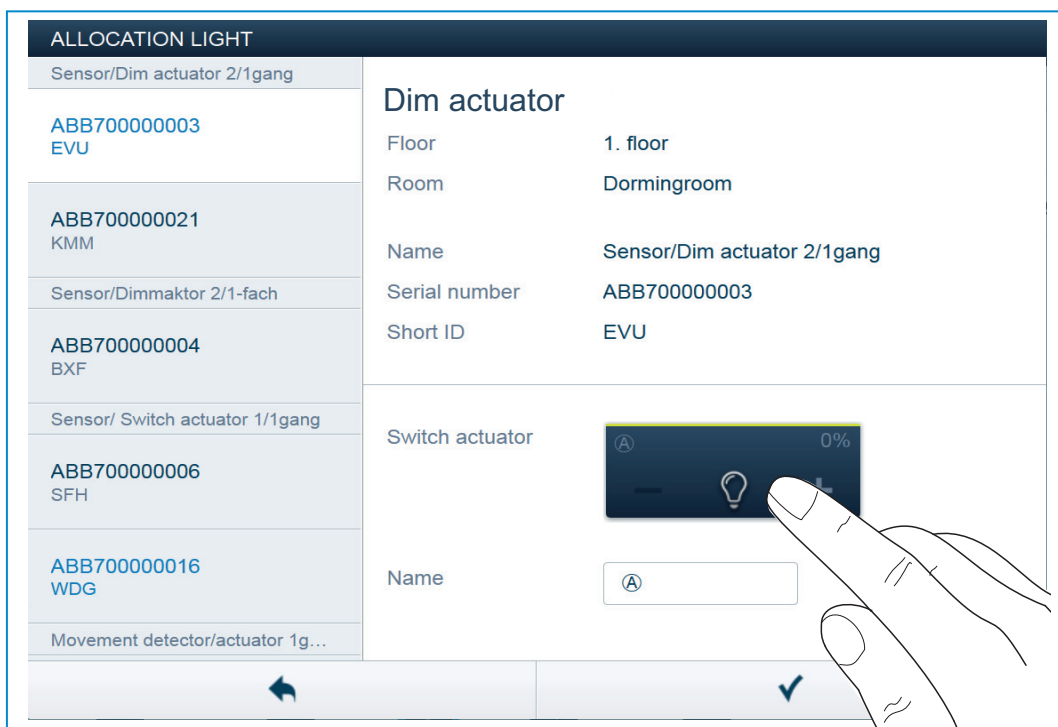 ALLOCATION LIGHT
Sensor/Dim actuator 2/1gang
ABB700000003
EVU
ABB700000021
KMM
Sensor/Dimmaktor 2/1-fach
ABB700000004
BXF
Sensor/ Switch actuator 1/1gang
ABB700000006
SFH
ABB700000016
WDG
Movement detector/actuator 1g…
Dim actuator
Floor 1. floor
Room Dormingroom
Name Sensor/Dim actuator 2/1gang
Serial number ABB700000003
Short ID EVU
Switch actuator
Ⓐ 0%
− +
Name Ⓐ